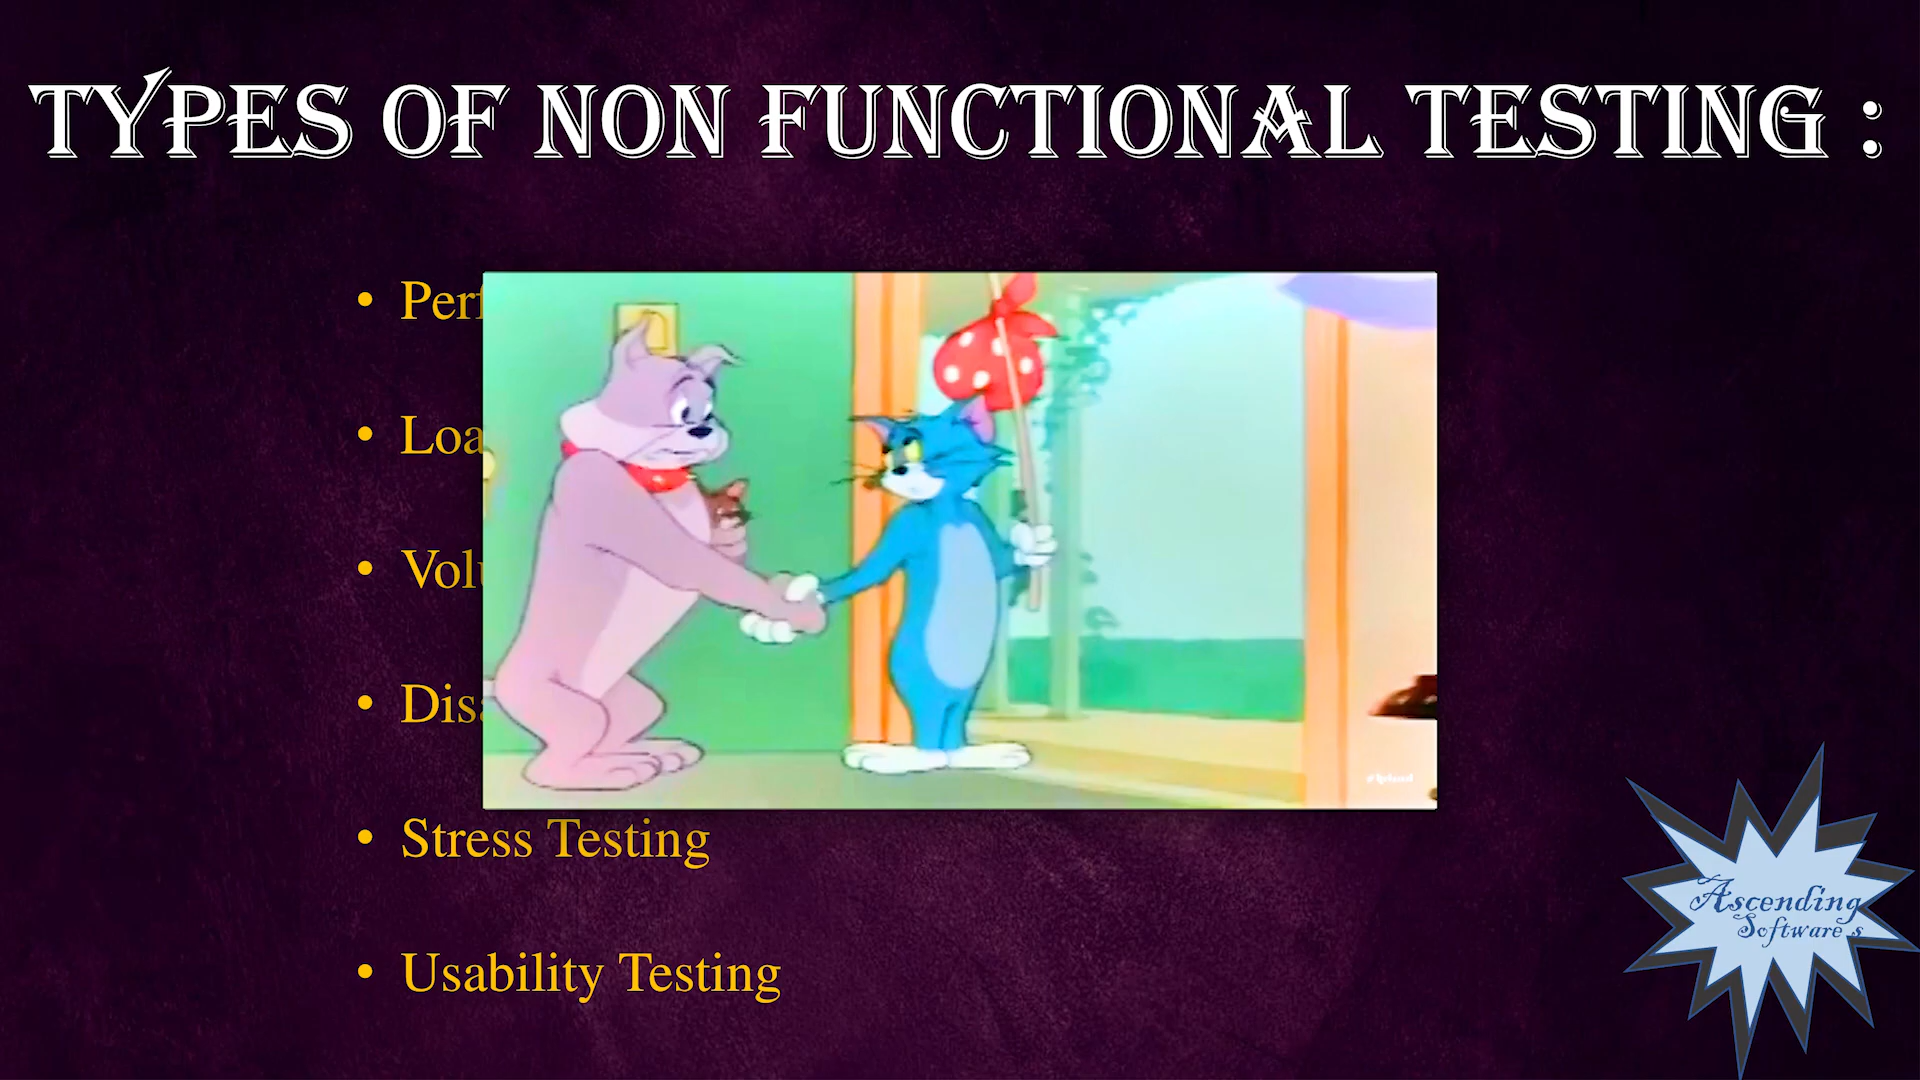 TYPES OF NON FUNCTIONAL TESTING :
• Perf
• Loa
• Vol
• Dis
• Stress Testing
• Usability Testing
Ascending
Software s